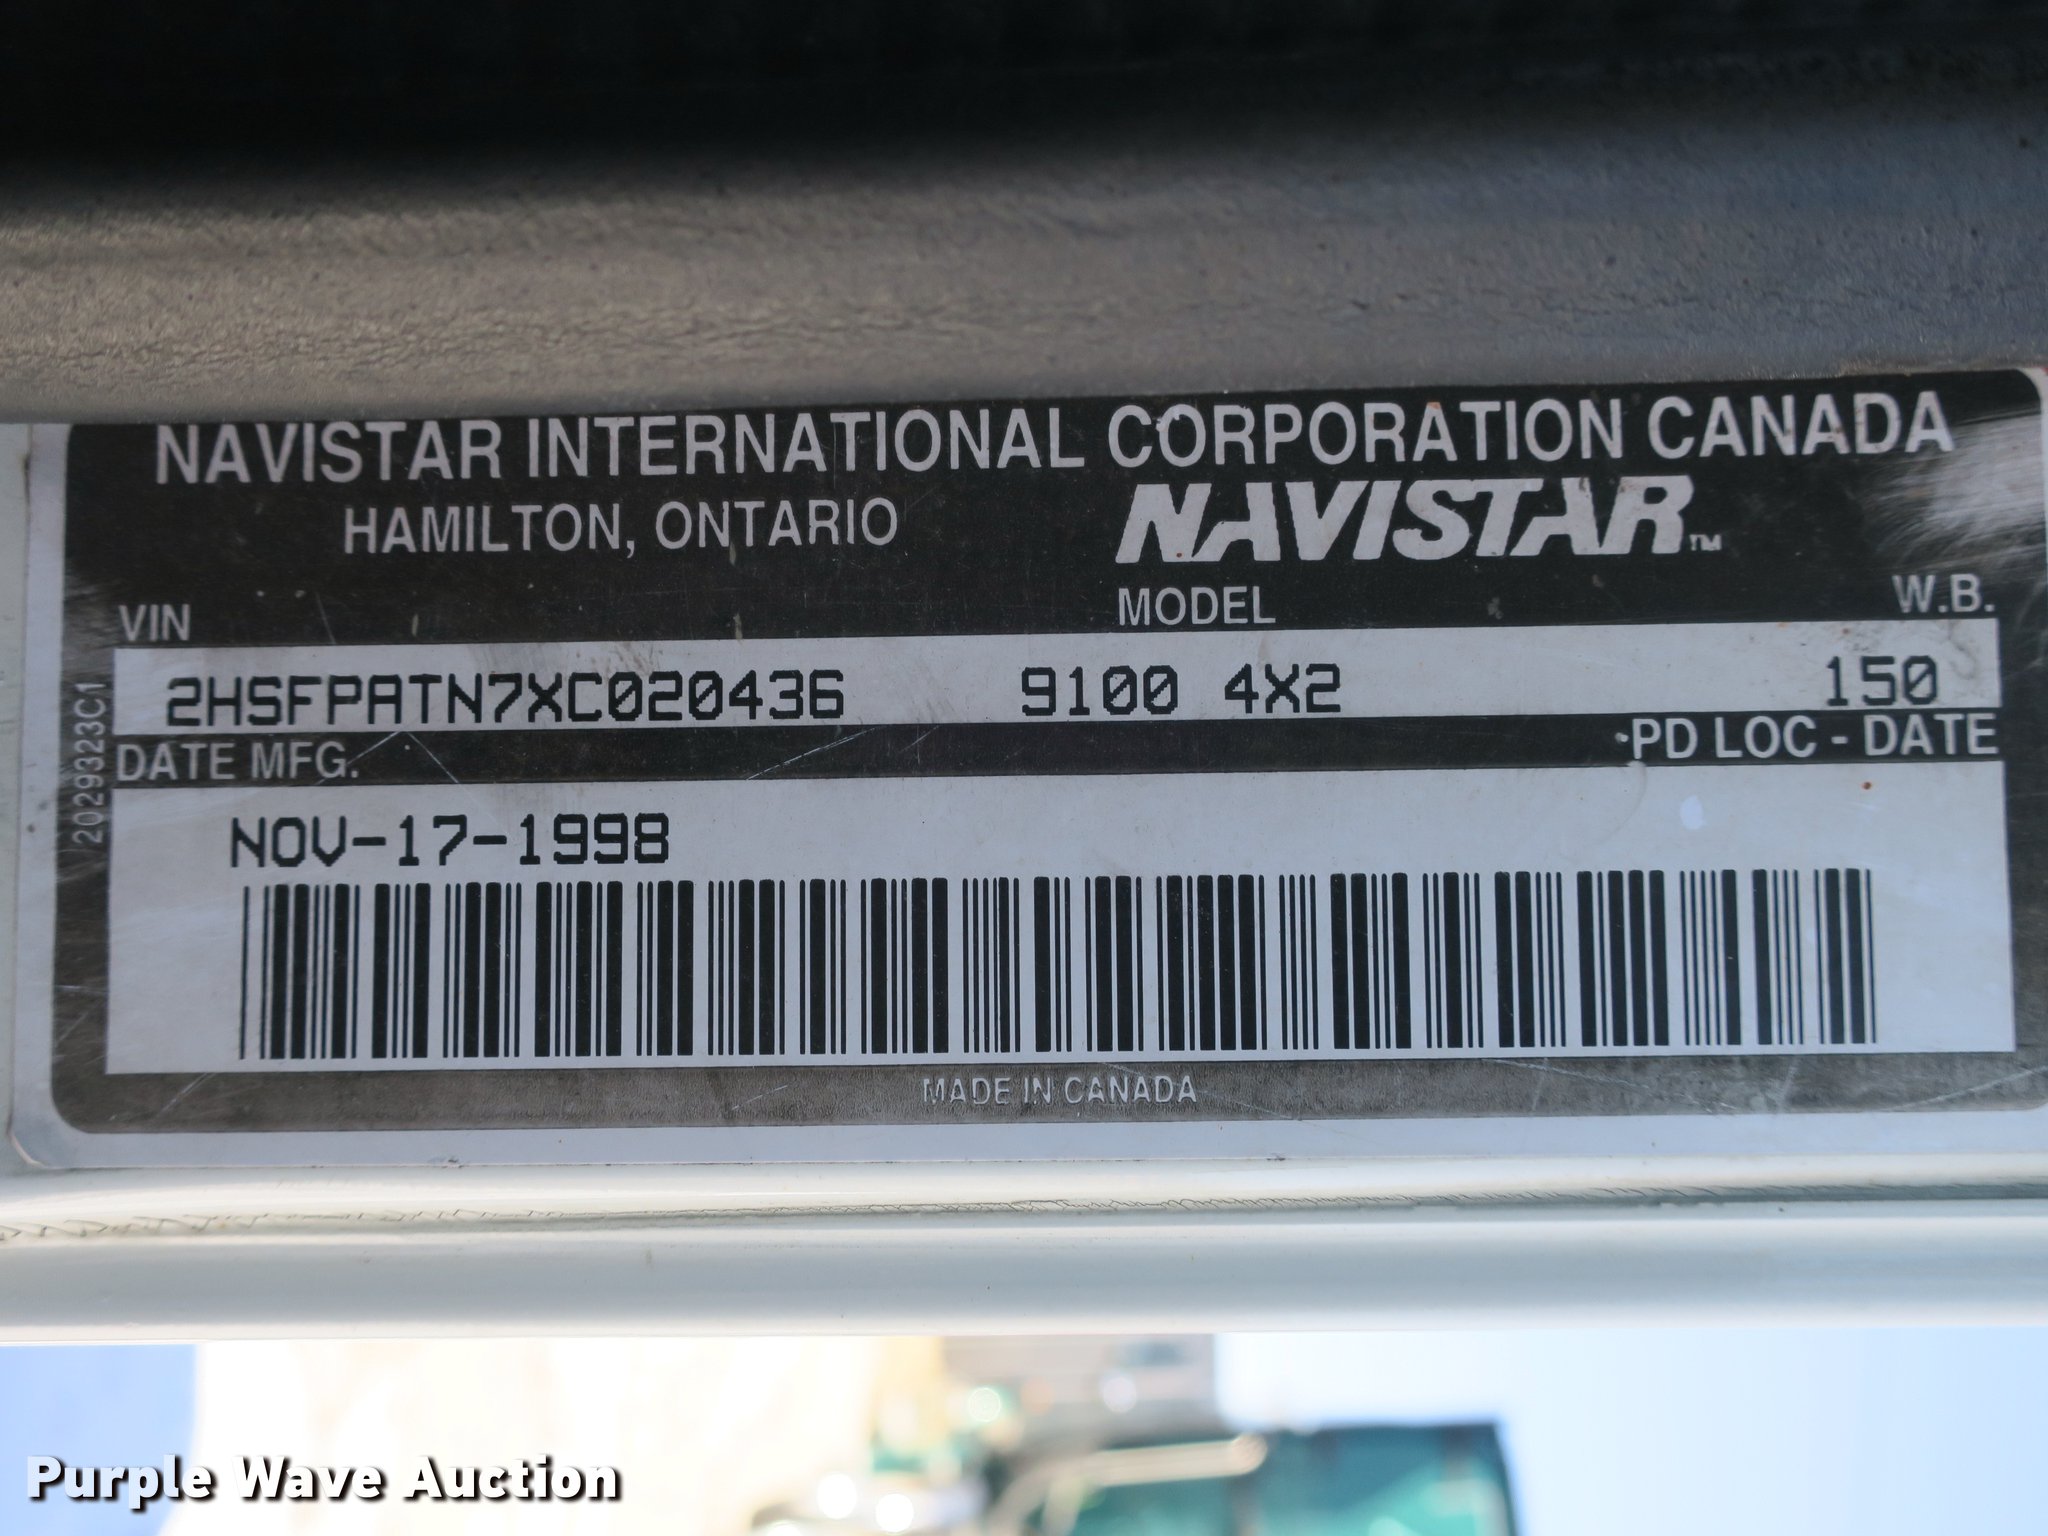 NAVISTAR INTERNATIONAL CORPORATION CANADA
HAMILTON, ONTARIO NAVISTAR™
VIN MODEL W.B.
2HSFPATN7XC020436 9100 4X2 150
DATE MFG. PD LOC - DATE
NOV-17-1998
2029323C1
MADE IN CANADA
Purple Wave Auction